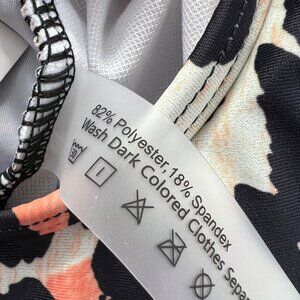 82% Polyester,18% Spandex
Wash Dark Colored Clothes Separ